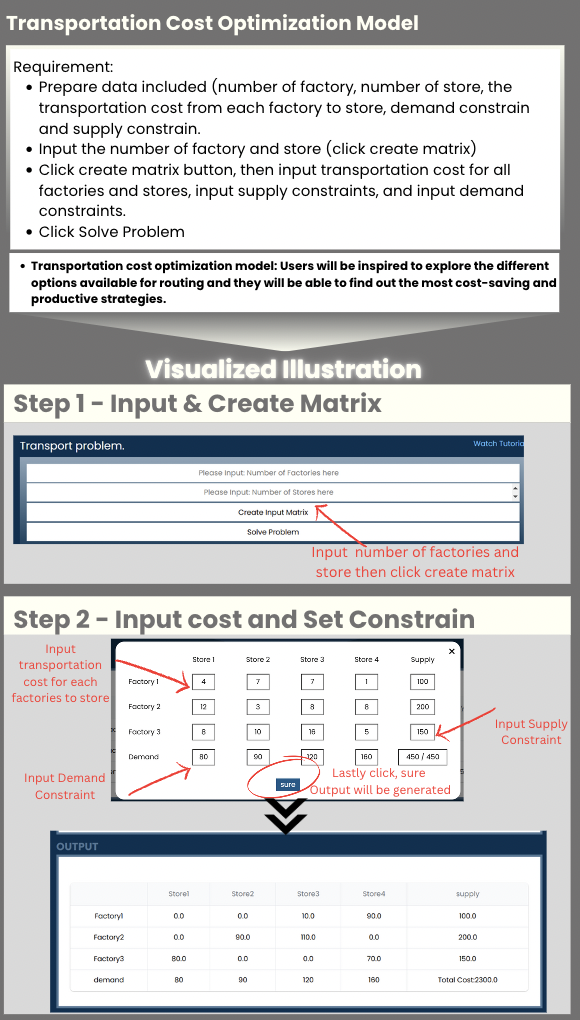 Transportation Cost Optimization Model
Requirement:
• Prepare data included (number of factory, number of store, the
transportation cost from each factory to store, demand constrain
and supply constrain.
• Input the number of factory and store (click create matrix)
• Click create matrix button, then input transportation cost for all
factories and stores, input supply constraints, and input demand
constraints.
• Click Solve Problem
• Transportation cost optimization model: Users will be inspired to explore the different
options available for routing and they will be able to find out the most cost-saving and
productive strategies.
Visualized Illustration
Step 1 - Input & Create Matrix
Transport problem. Watch Tutoria
Please Input: Number of Factories here
Please Input: Number of Stores here
Create Input Matrix
Solve Problem
Input number of factories and
store then click create matrix
Step 2 - Input cost and Set Constrain
Input
transportation
cost for each
factories to store
Store 1 Store 2 Store 3 Store 4 Supply
Factory 1 4 7 7 1 100
Factory 2 12 3 8 8 200
Factory 3 8 10 16 5 150
Demand 80 90 120 160 450 / 450
sure
Input Supply
Constraint
Input Demand
Constraint
Lastly click, sure
Output will be generated
OUTPUT
Store1 Store2 Store3 Store4 supply
Factory1 0.0 0.0 10.0 90.0 100.0
Factory2 0.0 90.0 110.0 0.0 200.0
Factory3 80.0 0.0 0.0 70.0 150.0
demand 80 90 120 160 Total Cost:2300.0